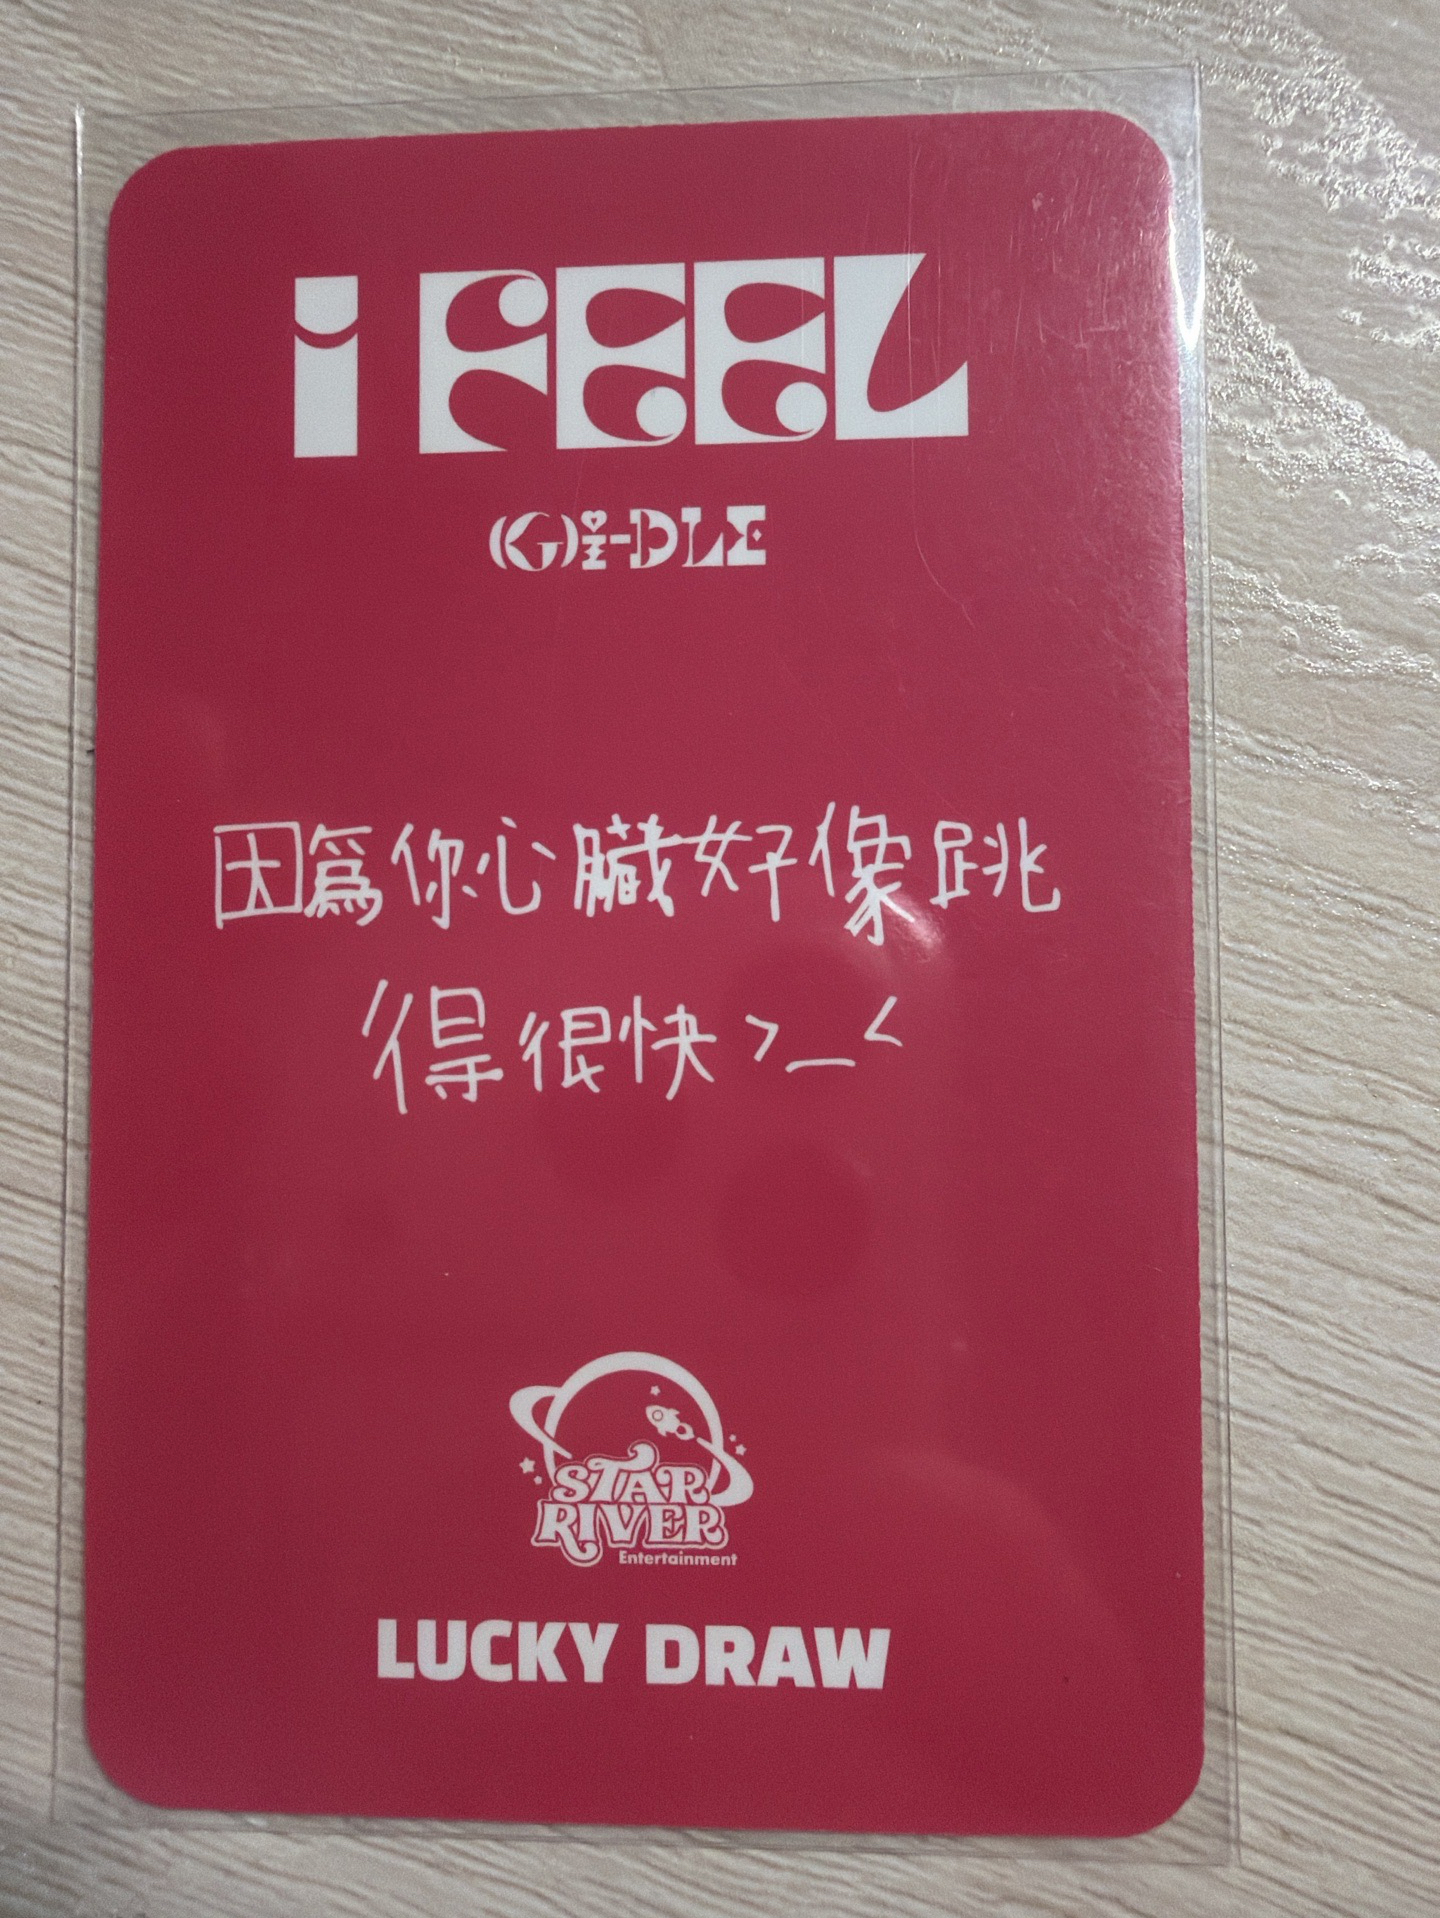 i FEEL
(G)I-DLE
因爲你心臟好像跳
得很快 >_<
STAR
RIVER
Entertainment
LUCKY DRAW